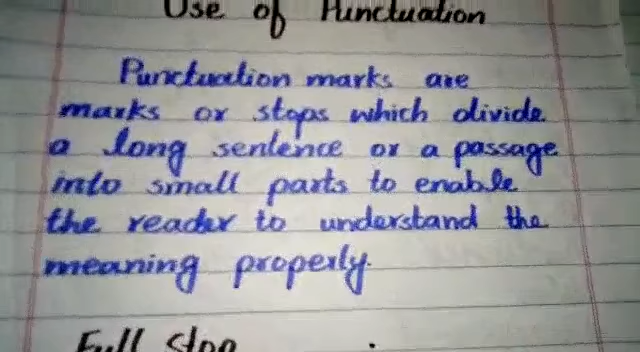 Use of Punctuation
Punctuation marks are
marks or stops which divide
a long sentence or a passage
into small parts to enable
the reader to understand the
meaning properly.
Full Stop .